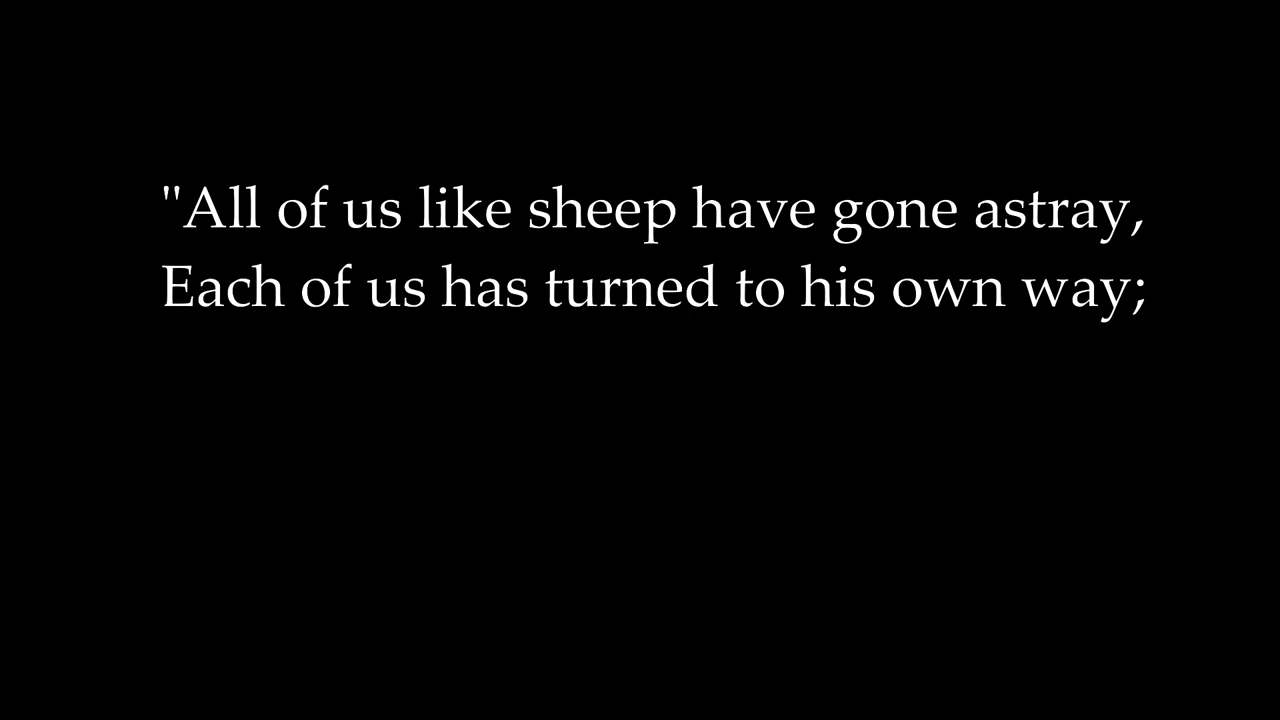 "All of us like sheep have gone astray,
Each of us has turned to his own way;